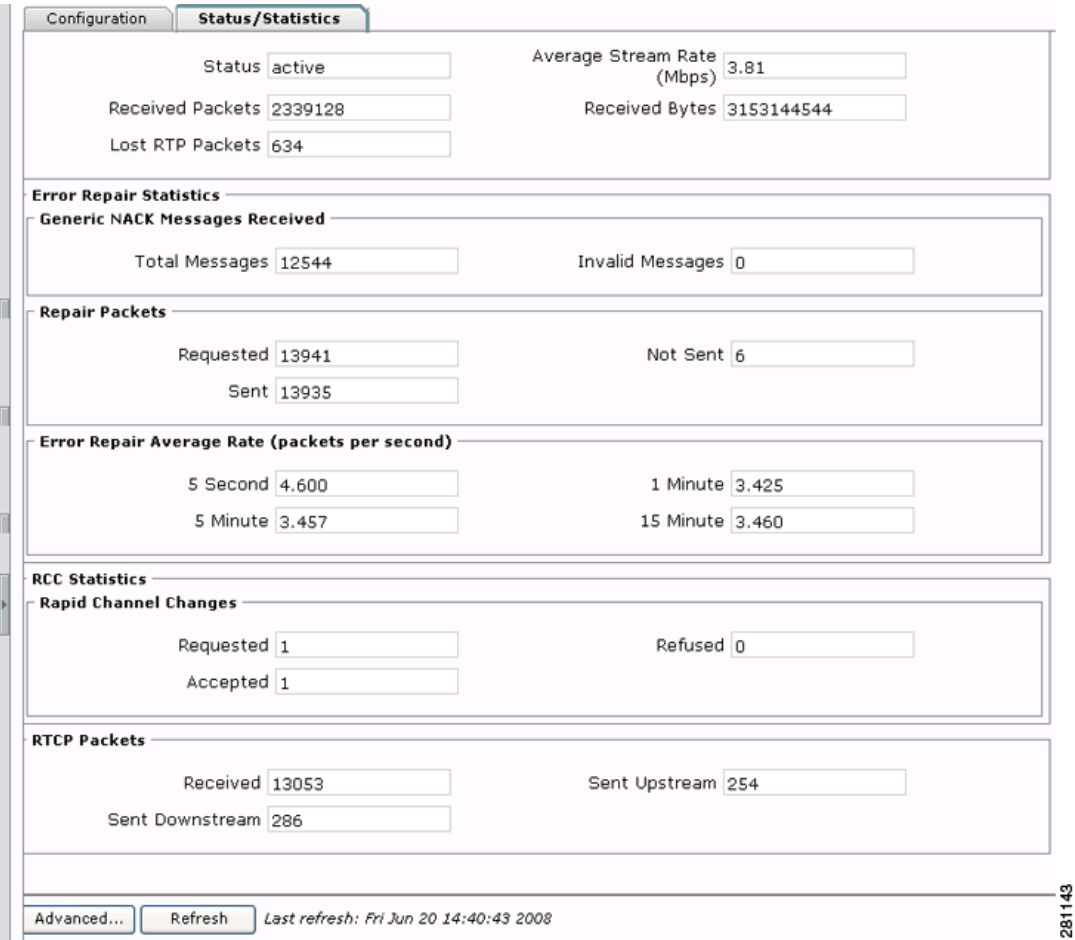 Configuration Status/Statistics
Status active Average Stream Rate (Mbps) 3.81
Received Packets 2339128 Received Bytes 3153144544
Lost RTP Packets 634
Error Repair Statistics
Generic NACK Messages Received
Total Messages 12544 Invalid Messages 0
Repair Packets
Requested 13941 Not Sent 6
Sent 13935
Error Repair Average Rate (packets per second)
5 Second 4.600 1 Minute 3.425
5 Minute 3.457 15 Minute 3.460
RCC Statistics
Rapid Channel Changes
Requested 1 Refused 0
Accepted 1
RTCP Packets
Received 13053 Sent Upstream 254
Sent Downstream 286
Advanced... Refresh Last refresh: Fri Jun 20 14:40:43 2008
281143